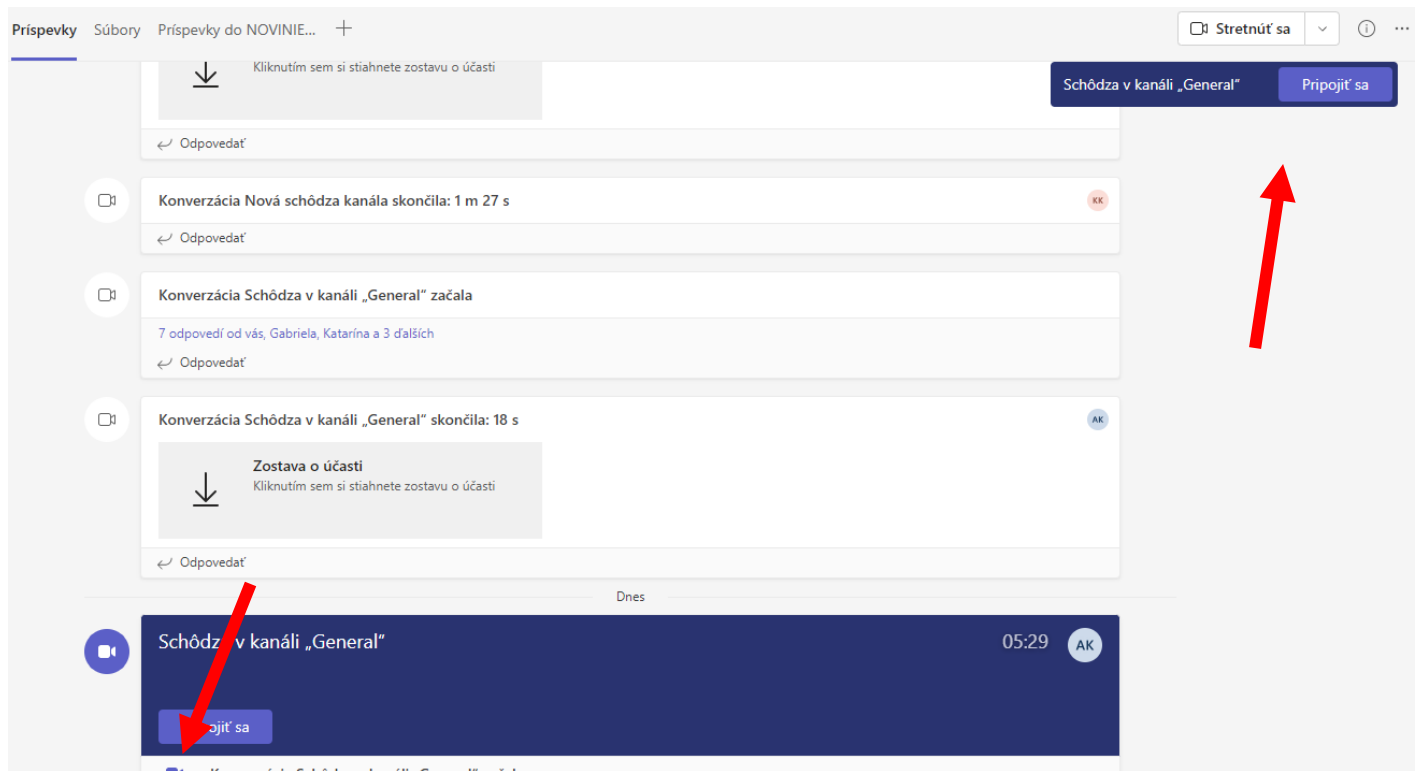 Príspevky Súbory Príspevky do NOVINIE... Stretnúť sa
Kliknutím sem si stiahnete zostavu o účasti
Schôdza v kanáli „General“ Pripojiť sa
Odpovedať
Konverzácia Nová schôdza kanála skončila: 1 m 27 s KK
Odpovedať
Konverzácia Schôdza v kanáli „General“ začala
7 odpovedí od vás, Gabriela, Katarína a 3 ďalších
Odpovedať
Konverzácia Schôdza v kanáli „General“ skončila: 18 s AK
Zostava o účasti
Kliknutím sem si stiahnete zostavu o účasti
Odpovedať
Dnes
Schôdza v kanáli „General“ 05:29 AK
Pripojiť sa